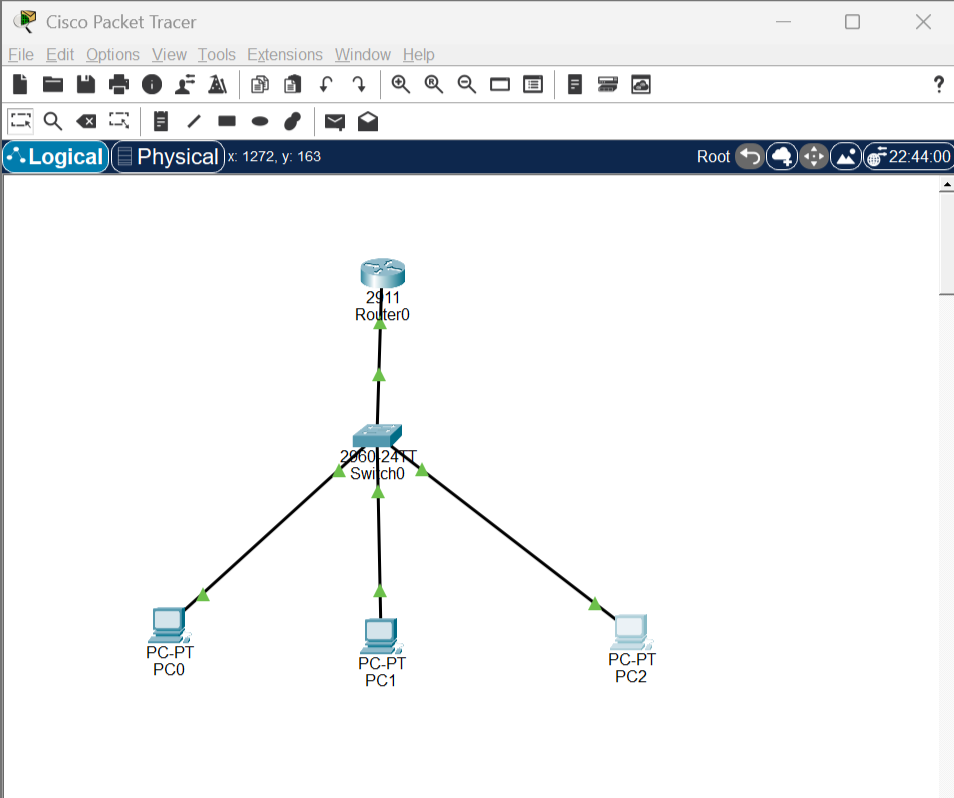 Cisco Packet Tracer
File Edit Options View Tools Extensions Window Help
?
Logical Physical x: 1272, y: 163 Root 22:44:00
2911
Router0
2960-24TT
Switch0
PC-PT
PC0
PC-PT
PC1
PC-PT
PC2